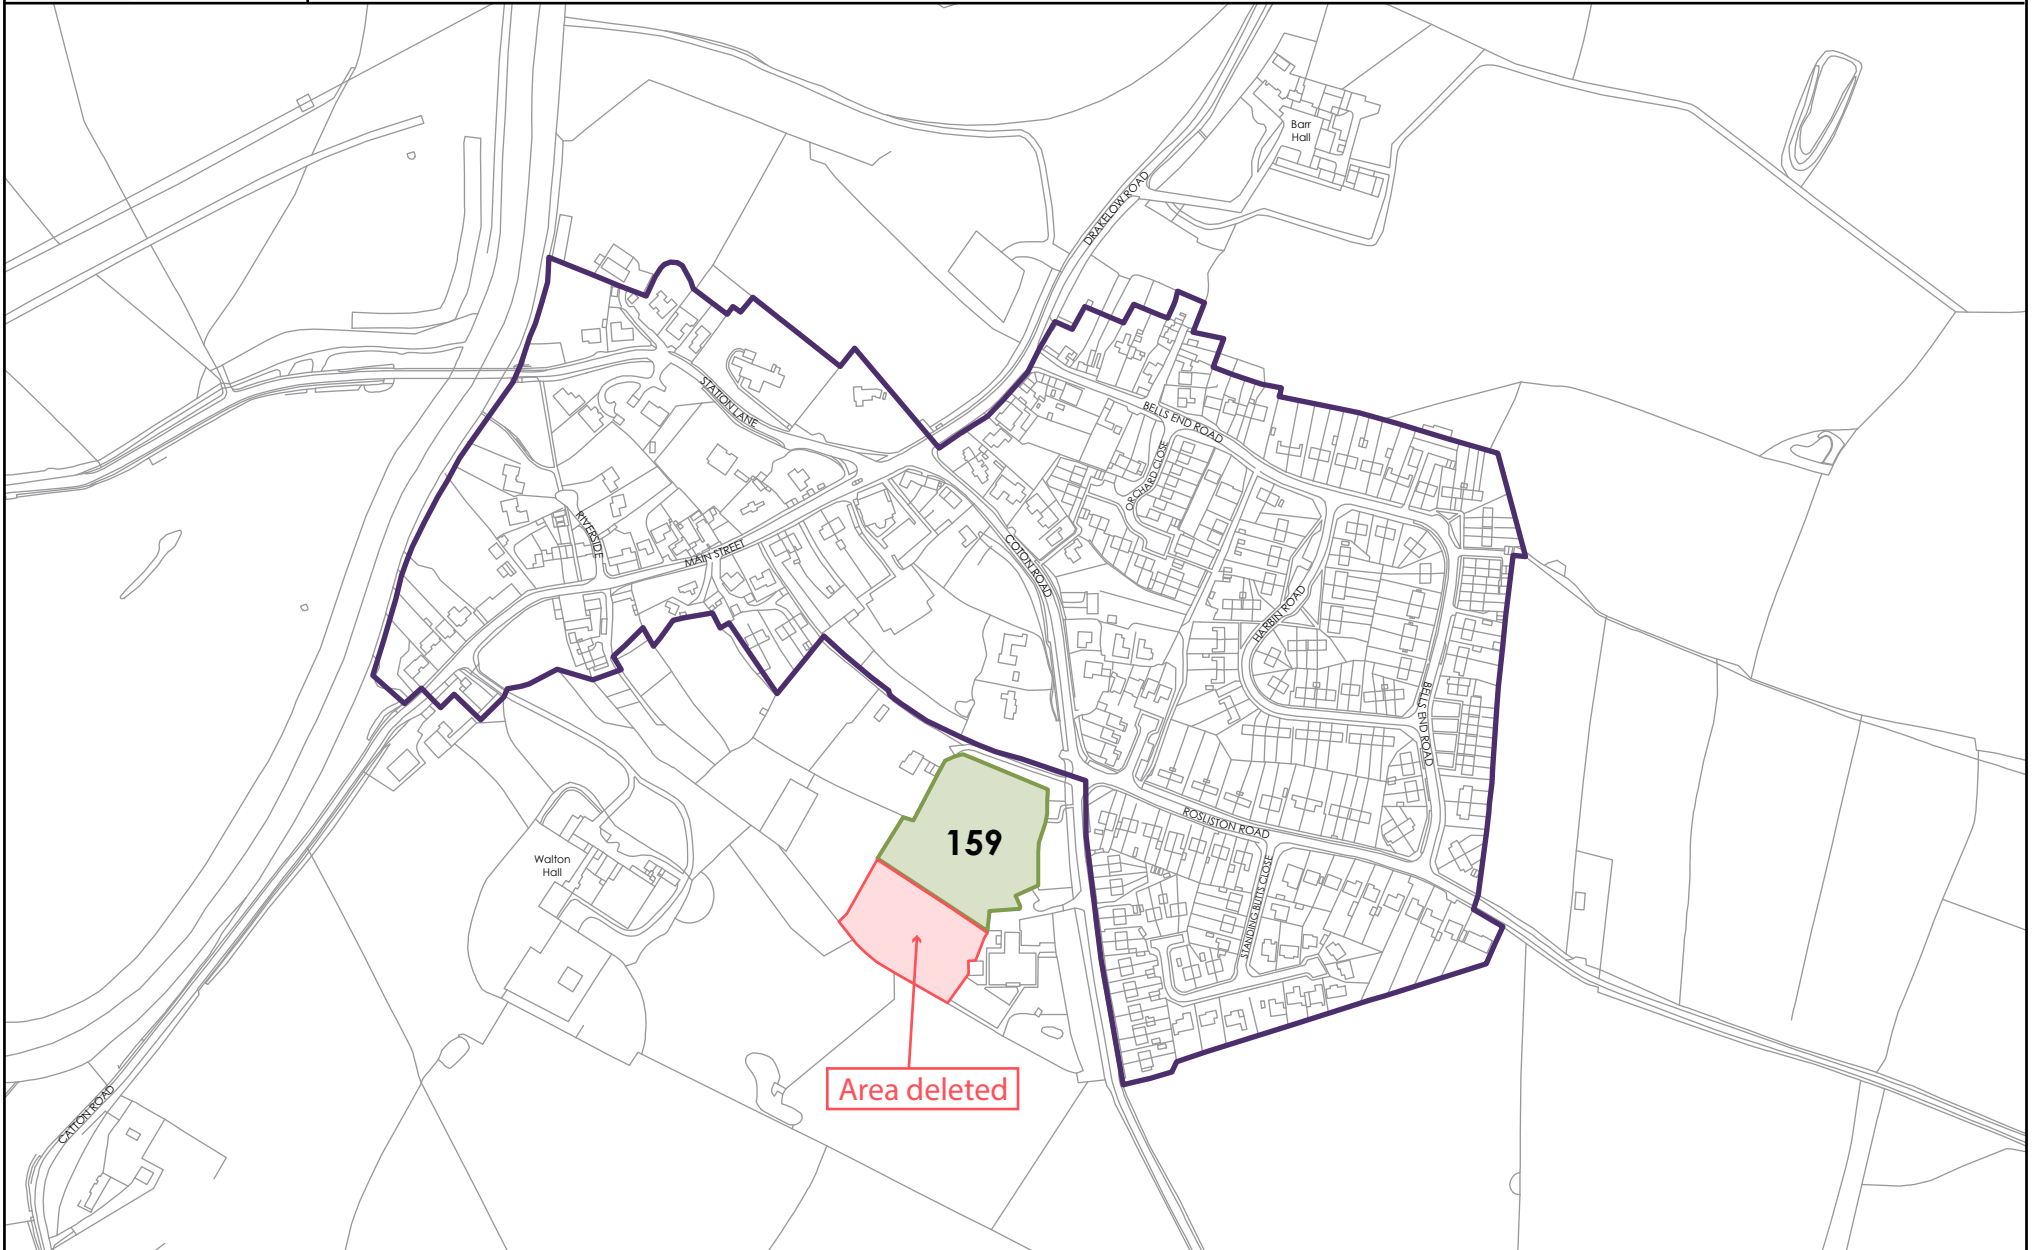 Barr
Hall
DRAKELOW ROAD
STATION LANE
BELLS END ROAD
ORCHARD CLOSE
RIVERSIDE
MAIN STREET
COTON ROAD
HARBIN ROAD
BELLS END ROAD
ROSLISTON ROAD
159
Walton
Hall
STANDING BUTTS CLOSE
Area deleted
CATTON ROAD